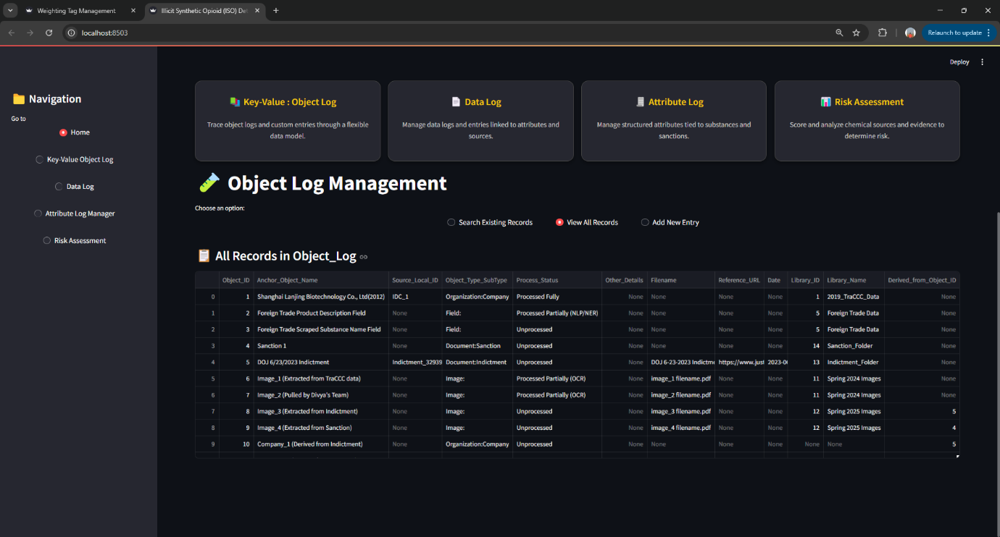 Weighting Tag Management
Illicit Synthetic Opioid (ISO) De
localhost:8503
Relaunch to update
Deploy
Navigation
Go to
Home
Key-Value Object Log
Data Log
Attribute Log Manager
Risk Assessment
Key-Value : Object Log
Trace object logs and custom entries through a flexible
data model.
Data Log
Manage data logs and entries linked to attributes and
sources.
Attribute Log
Manage structured attributes tied to substances and
sanctions.
Risk Assessment
Score and analyze chemical sources and evidence to
determine risk.
Object Log Management
Choose an option:
Search Existing Records View All Records Add New Entry
All Records in Object_Log
Object_ID Anchor_Object_Name Source_Local_ID Object_Type_SubType Process_Status Other_Details Filename Reference_URL Date Library_ID Library_Name Derived_from_Object_ID
0 1 Shanghai Lanjing Biotechnology Co., Ltd(2012) IDC_1 Organization:Company Processed Fully None None None None 1 2019_TraCCC_Data None
1 2 Foreign Trade Product Description Field None Field: Processed Partially (NLP/NER) None None None None 5 Foreign Trade Data None
2 3 Foreign Trade Scraped Substance Name Field None Field: Unprocessed None None None None 5 Foreign Trade Data None
3 4 Sanction 1 None Document:Sanction Unprocessed None None None None 14 Sanction_Folder None
4 5 DOJ 6/23/2023 Indictment Indictment_32939 Document:Indictment Unprocessed None DOJ 6-23-2023 Indictme https://www.just 2023-06 13 Indictment_Folder None
5 6 Image_1 (Extracted from TraCCC data) None Image: Processed Partially (OCR) None image_1 filename.pdf None None 11 Spring 2024 Images None
6 7 Image_2 (Pulled by Divya's Team) None Image: Processed Partially (OCR) None image_2 filename.pdf None None 11 Spring 2024 Images None
7 8 Image_3 (Extracted from Indictment) None Image: Unprocessed None image_3 filename.pdf None None 12 Spring 2025 Images 5
8 9 Image_4 (Extracted from Sanction) None Image: Unprocessed None image_4 filename.pdf None None 12 Spring 2025 Images 4
9 10 Company_1 (Derived from Indictment) None Organization:Company Unprocessed None None None None None None 5